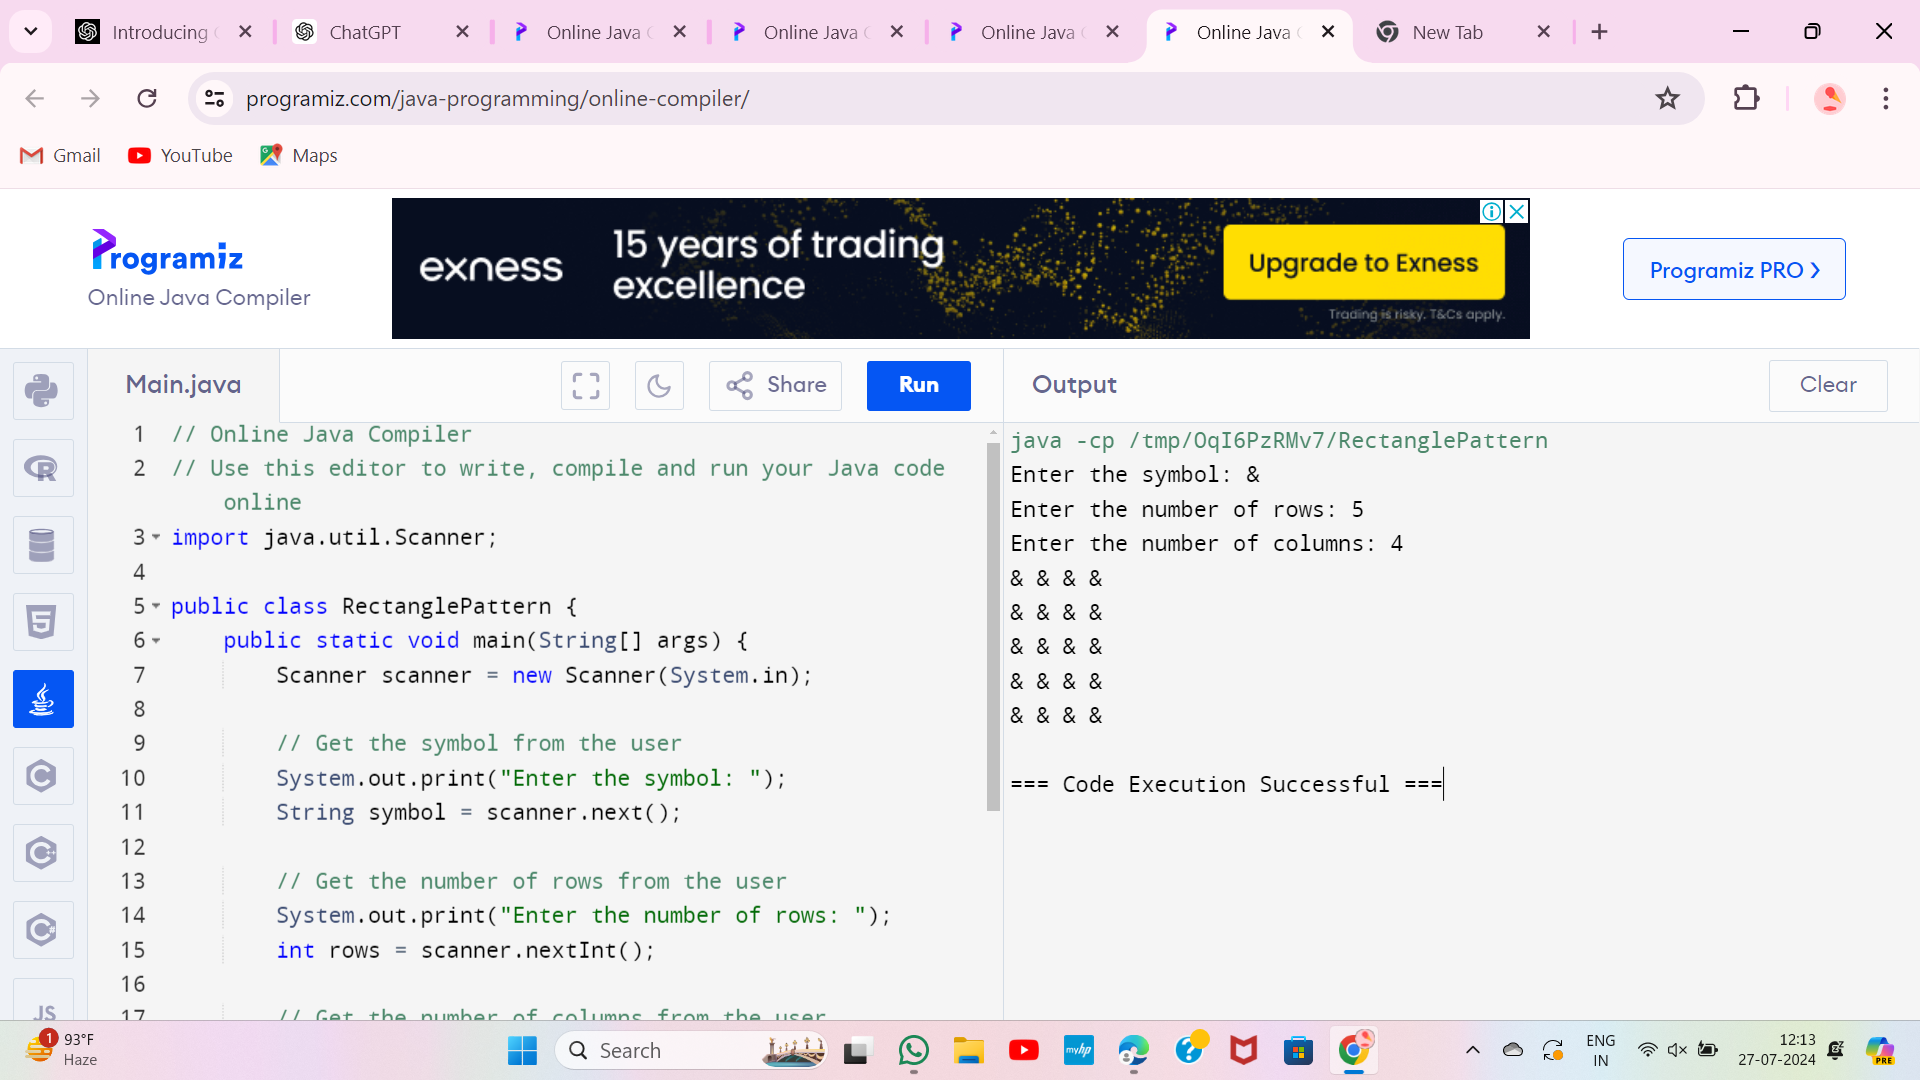 Introducing
ChatGPT
Online Java C
Online Java C
Online Java C
Online Java C
New Tab
programiz.com/java-programming/online-compiler/
Gmail
YouTube
Maps
Programiz
Online Java Compiler
exness
15 years of trading
excellence
Upgrade to Exness
Trading is risky. T&Cs apply.
Programiz PRO >
Main.java
Share
Run
Output
Clear
1 // Online Java Compiler
2 // Use this editor to write, compile and run your Java code
online
3 import java.util.Scanner;
4
5 public class RectanglePattern {
6 public static void main(String[] args) {
7 Scanner scanner = new Scanner(System.in);
8
9 // Get the symbol from the user
10 System.out.print("Enter the symbol: ");
11 String symbol = scanner.next();
12
13 // Get the number of rows from the user
14 System.out.print("Enter the number of rows: ");
15 int rows = scanner.nextInt();
16
17 // Get the number of columns from the user
java -cp /tmp/OqI6PzRMv7/RectanglePattern
Enter the symbol: &
Enter the number of rows: 5
Enter the number of columns: 4
& & & &
& & & &
& & & &
& & & &
& & & &
=== Code Execution Successful ===
R
5
C
C++
C#
JS
1
93°F
Haze
Search
myhp
ENG
IN
12:13
27-07-2024
PRE